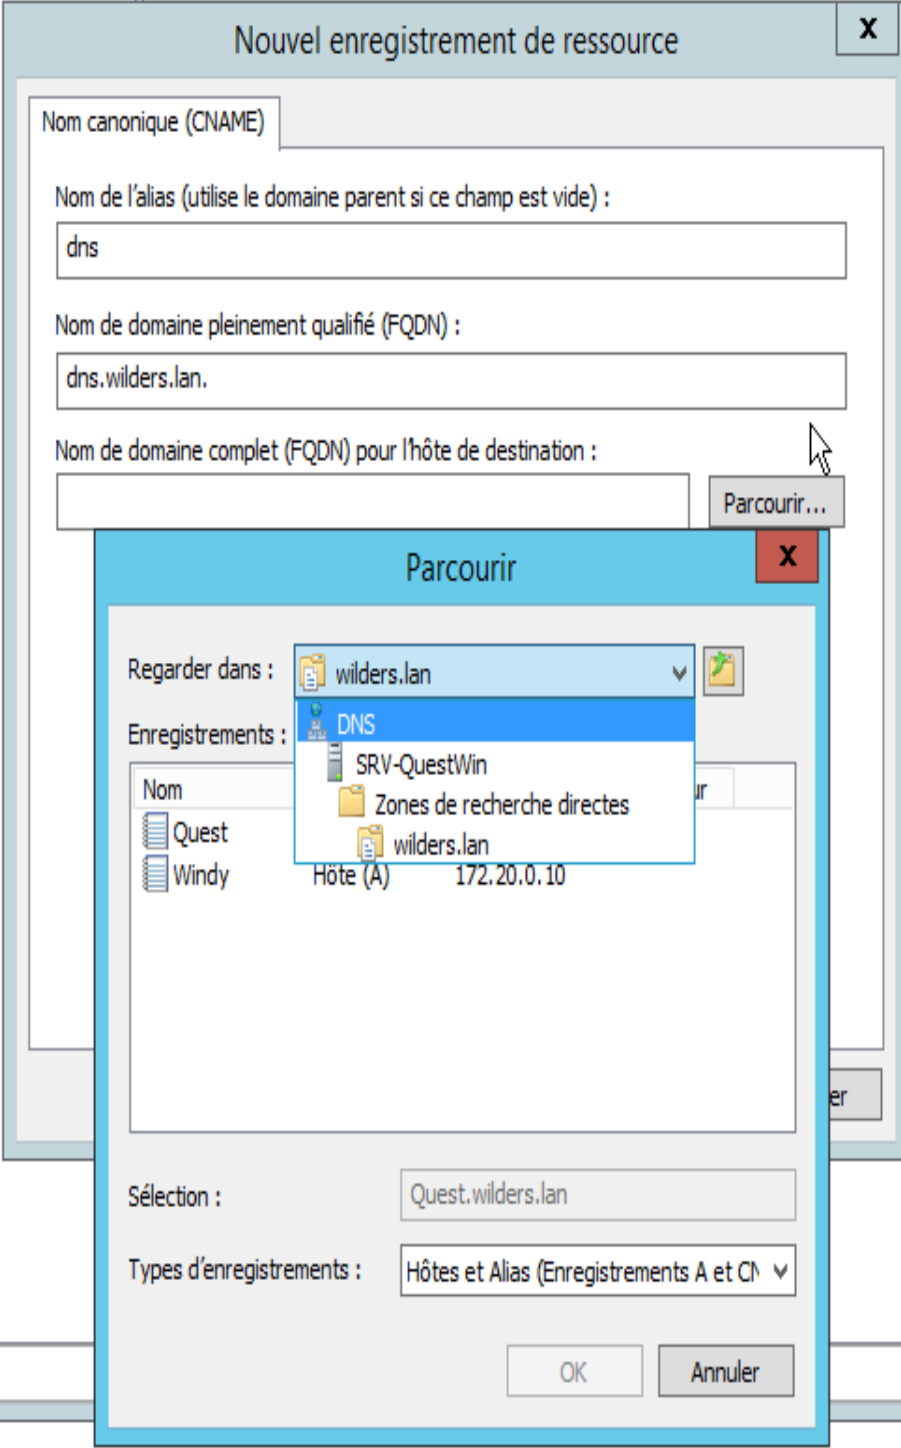 Nouvel enregistrement de ressource
x
Nom canonique (CNAME)
Nom de l'alias (utilise le domaine parent si ce champ est vide) :
dns
Nom de domaine pleinement qualifié (FQDN) :
dns.wilders.lan.
Nom de domaine complet (FQDN) pour l'hôte de destination :
Parcourir...
Parcourir
x
Regarder dans :
wilders.lan
DNS
Enregistrements :
SRV-QuestWin
Zones de recherche directes
wilders.lan
Nom
ur
Quest
Windy Hôte (A) 172.20.0.10
er
Sélection :
Quest.wilders.lan
Types d'enregistrements :
Hôtes et Alias (Enregistrements A et CN
OK
Annuler